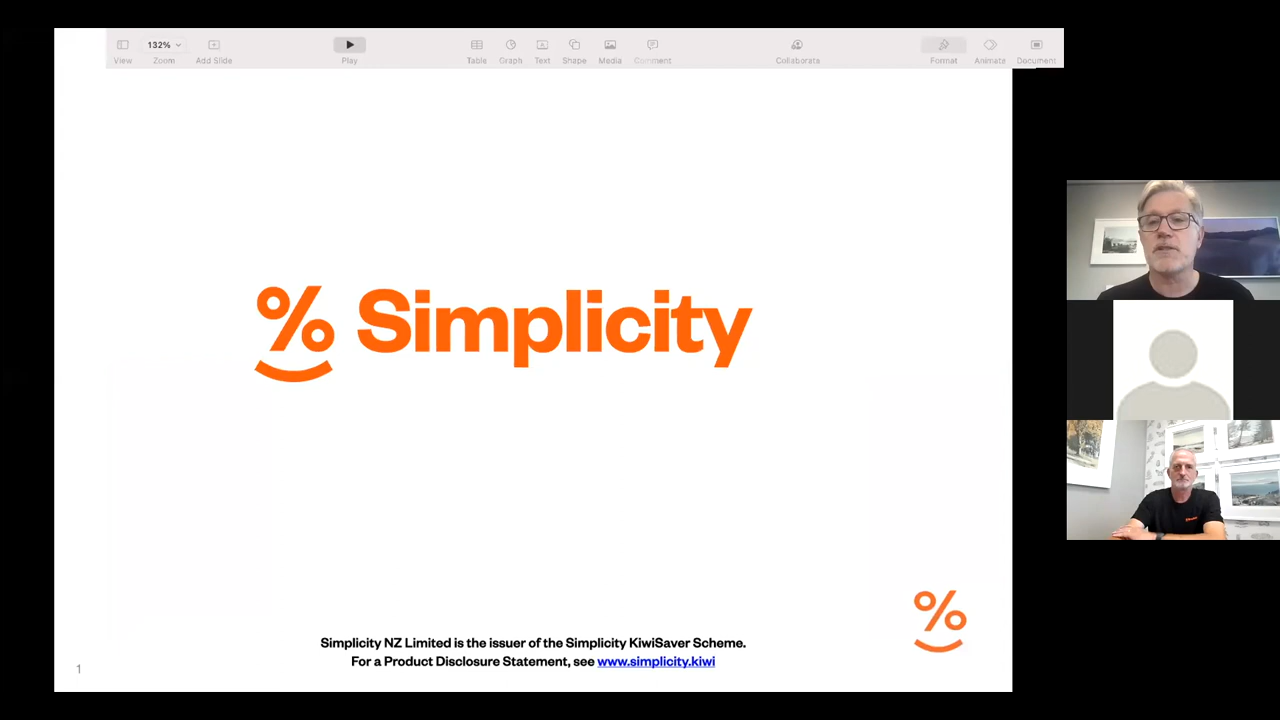 132%
View
Zoom
Add Slide
Play
Table
Graph
Text
Shape
Media
Comment
Collaborate
Format
Animate
Document
% Simplicity
%
Simplicity NZ Limited is the issuer of the Simplicity KiwiSaver Scheme.
For a Product Disclosure Statement, see www.simplicity.kiwi
1